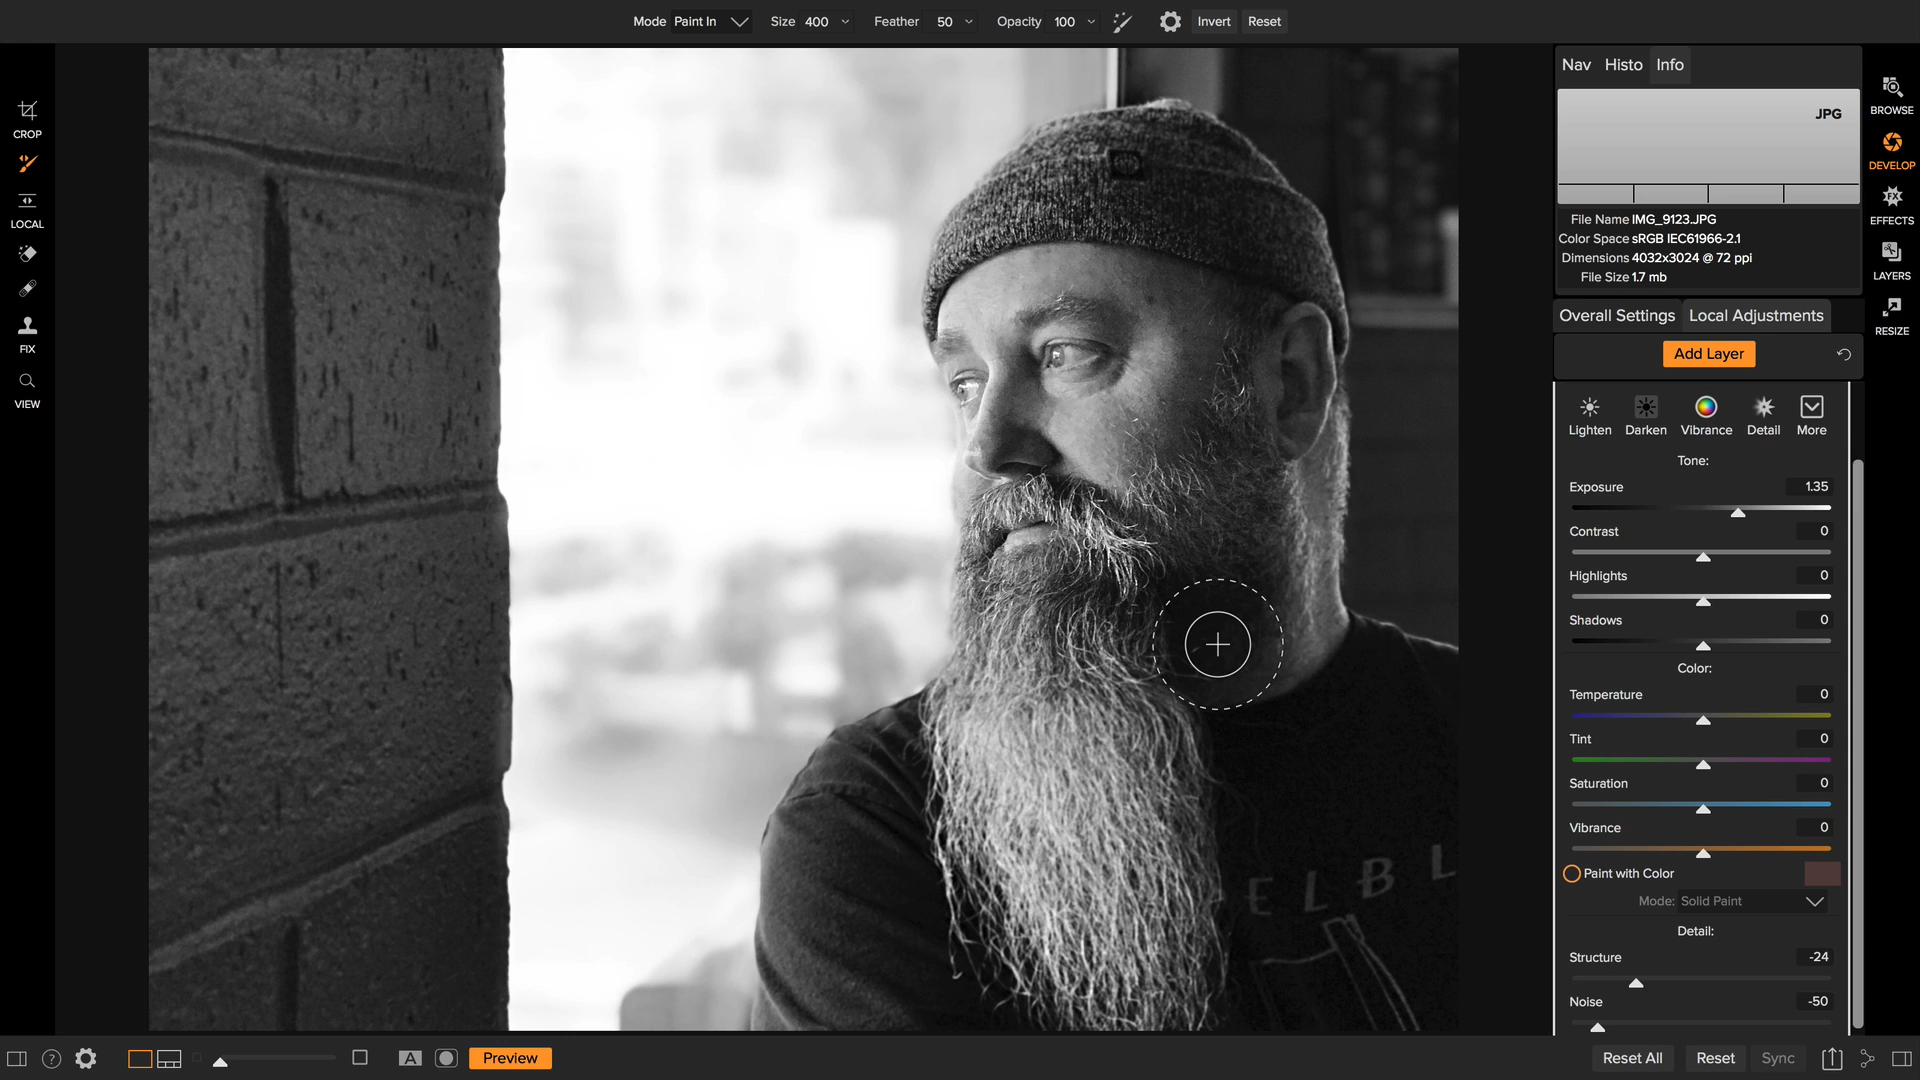 Mode Paint In Size 400 Feather 50 Opacity 100 Invert Reset
CROP
LOCAL
FIX
VIEW
ELBL
Nav Histo Info
JPG
File Name IMG_9123.JPG
Color Space sRGB IEC61966-2.1
Dimensions 4032x3024 @ 72 ppi
File Size 1.7 mb
Overall Settings Local Adjustments
Add Layer
Lighten Darken Vibrance Detail More
Tone:
Exposure 1.35
Contrast 0
Highlights 0
Shadows 0
Color:
Temperature 0
Tint 0
Saturation 0
Vibrance 0
Paint with Color
Mode: Solid Paint
Detail:
Structure -24
Noise -50
BROWSE
DEVELOP
FX
EFFECTS
LAYERS
RESIZE
? A Preview
Reset All Reset Sync